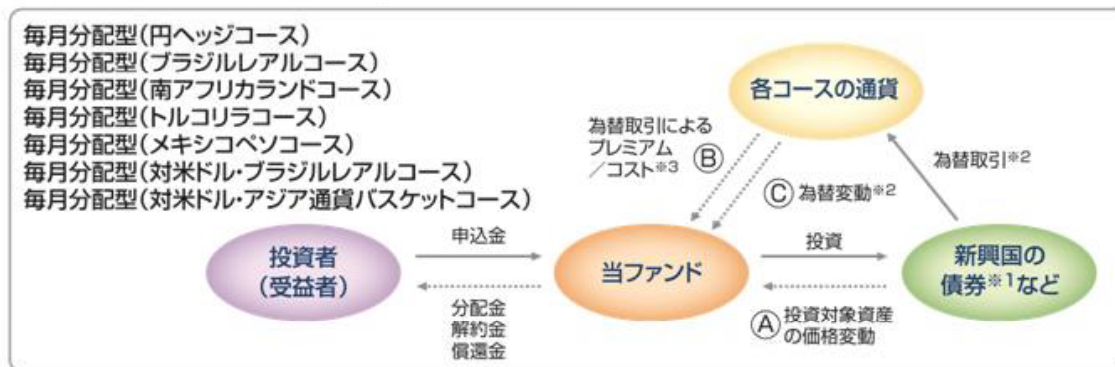 毎月分配型(円ヘッジコース)
毎月分配型(ブラジルレアルコース)
毎月分配型(南アフリカランドコース)
毎月分配型(トルコリラコース)
毎月分配型(メキシコペソコース)
毎月分配型(対米ドル・ブラジルレアルコース)
毎月分配型(対米ドル・アジア通貨バスケットコース)
各コースの通貨
為替取引による
プレミアム
/コスト※3
Ⓑ
Ⓒ 為替変動※2
為替取引※2
投資者
(受益者)
申込金
分配金
解約金
償還金
当ファンド
投資
Ⓐ 投資対象資産
の価格変動
新興国の
債券※1など